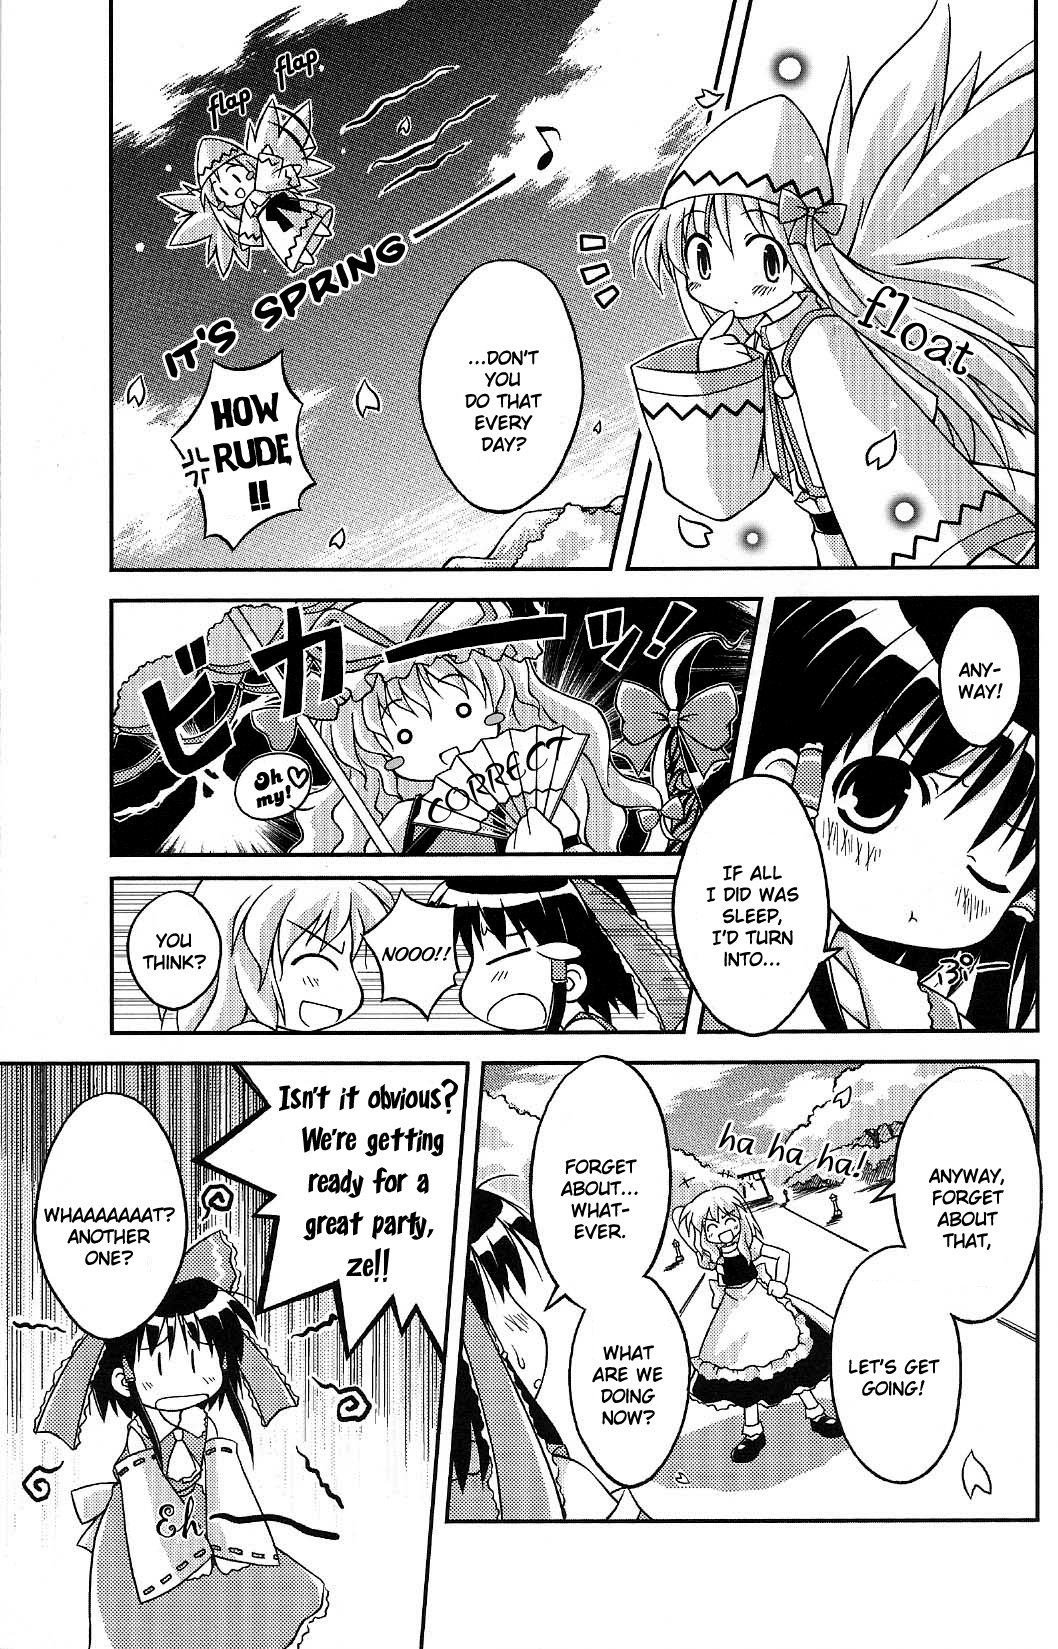 float
flap
flap
IT'S SPRING
...DON'T
YOU
DO THAT
EVERY
DAY?
HOW
RUDE
!!
ANY-
WAY!
IF ALL
I DID WAS
SLEEP,
I'D TURN
INTO...
ぷー
ビカーーッ!
CORRECT
Oh
my!
NOOO!!
YOU
THINK?
ANYWAY,
FORGET
ABOUT
THAT,
LET'S GET
GOING!
ha ha ha!
FORGET
ABOUT...
WHAT-
EVER.
WHAT
ARE WE
DOING
NOW?
Isn't it obvious?
We're getting
ready for a
great party,
ze!!
WHAAAAAAAT?
ANOTHER
ONE?
Eh